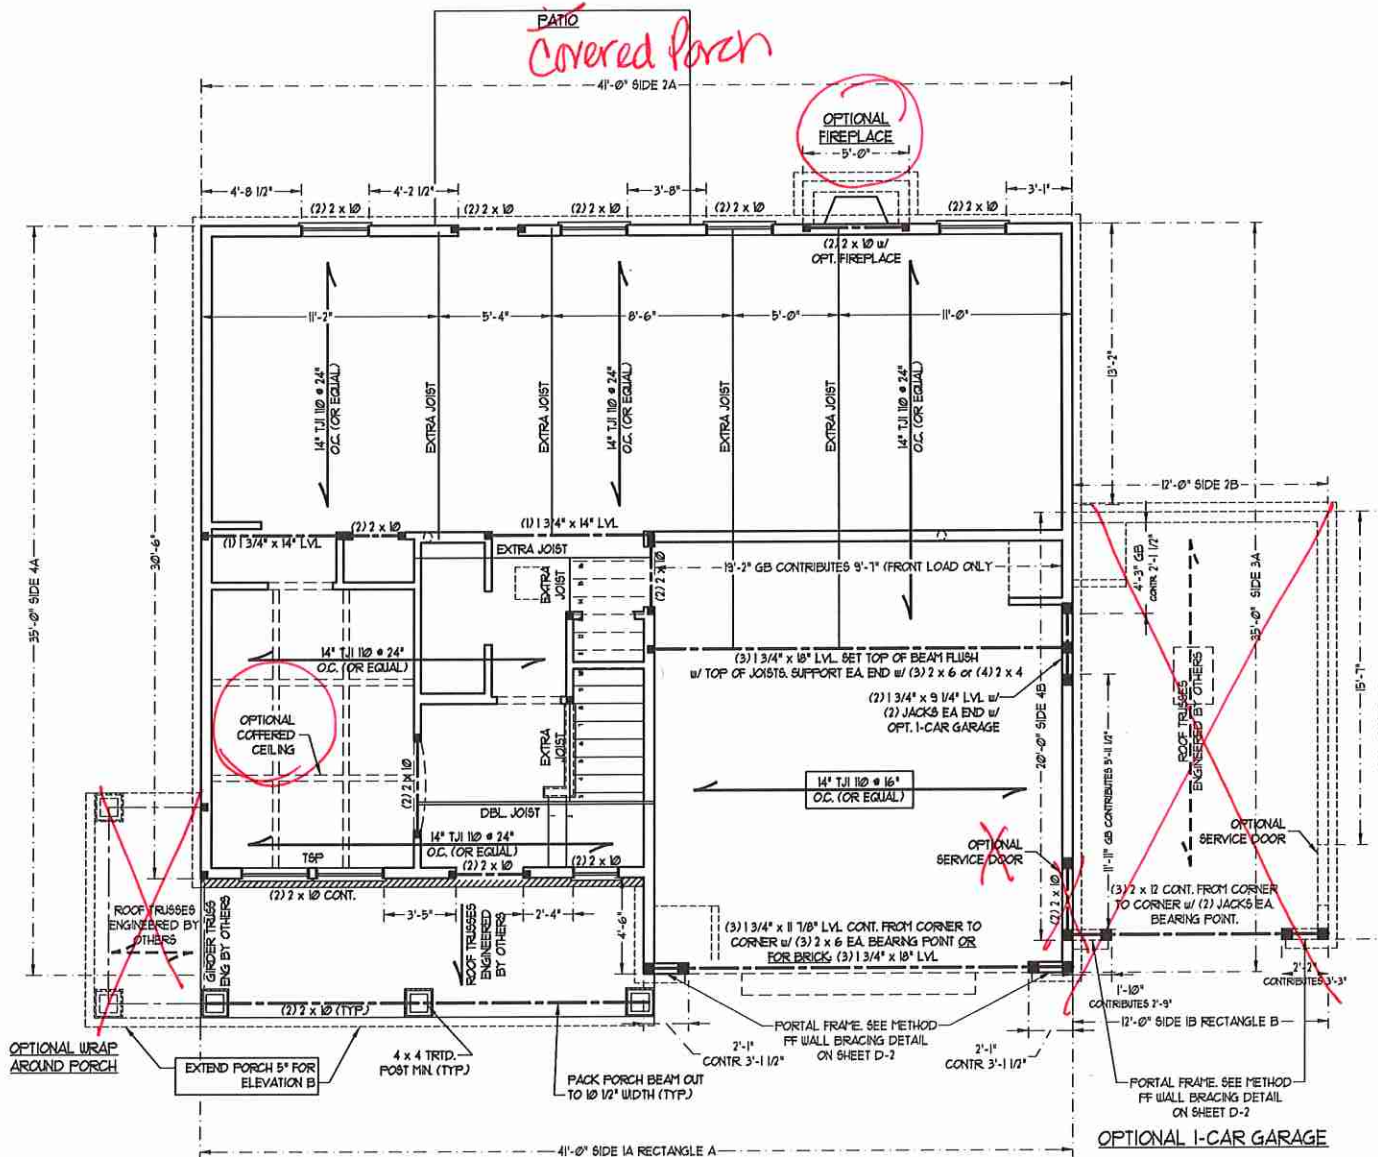 PATIO
Covered Porch
41'-0" SIDE 2A
OPTIONAL
FIREPLACE
5'-0"
4'-8 1/2"
4'-2 1/2"
3'-8"
3'-1"
(2) 2 x 10
(2) 2 x 10
(2) 2 x 10
(2) 2 x 10
(2) 2 x 10
(2) 2 x 10 w/
OPT. FIREPLACE
11'-2"
5'-4"
8'-6"
5'-0"
11'-0"
13'-2"
14" TJI 110 @ 24"
O.C. (OR EQUAL)
EXTRA JOIST
EXTRA JOIST
14" TJI 110 @ 24"
O.C. (OR EQUAL)
EXTRA JOIST
EXTRA JOIST
14" TJI 110 @ 24"
O.C. (OR EQUAL)
35'-0" SIDE 4A
30'-6"
12'-0" SIDE 2B
(1) 1 3/4" x 14" LVL
(2) 2 x 10
(1) 1 3/4" x 14" LVL
EXTRA JOIST
EXTRA
JOIST
(2) 2 x 10
19'-2" GB CONTRIBUTES 9'-7" (FRONT LOAD ONLY
4'-3" GB
CONTR. 2'-1 1/2"
35'-0" SIDE 3A
15'-7"
14" TJI 110 @ 24"
O.C. (OR EQUAL)
(3) 1 3/4" x 18" LVL. SET TOP OF BEAM FLUSH
w/ TOP OF JOISTS. SUPPORT EA. END w/ (3) 2 x 6 or (4) 2 x 4
(2) 1 3/4" x 9 1/4" LVL w/
(2) JACKS EA END w/
OPT. 1-CAR GARAGE
20'-0" SIDE 4B
11'-11" GB CONTRIBUTES 5'-11 1/2"
ROOF TRUSSES
ENGINEERED BY OTHERS
OPTIONAL
COFFERED
CEILING
(2) 2 x 10
EXTRA
JOIST
14" TJI 110 @ 16"
O.C. (OR EQUAL)
DBL. JOIST
14" TJI 110 @ 24"
O.C. (OR EQUAL)
OPTIONAL
SERVICE DOOR
OPTIONAL
SERVICE DOOR
TSP
(2) 2 x 10
(2) 2 x 10
(2) 2 x 10 CONT.
(2) 2 x 10
(3) 2 x 12 CONT. FROM CORNER
TO CORNER w/ (2) JACKS EA.
BEARING POINT.
ROOF TRUSSES
ENGINEERED BY
OTHERS
GIRDER TRUSS
ENG BY OTHERS
3'-5"
ROOF TRUSSES
ENGINEERED
BY OTHERS
2'-4"
4'-6"
(3) 1 3/4" x 11 7/8" LVL CONT. FROM CORNER TO
CORNER w/ (3) 2 x 6 EA. BEARING POINT OR
FOR BRICK: (3) 1 3/4" x 18" LVL
(2) 2 x 10 (TYP.)
1'-10"
CONTRIBUTES 2'-9"
2'-2"
CONTRIBUTES 3'-3"
12'-0" SIDE 1B RECTANGLE B
OPTIONAL WRAP
AROUND PORCH
EXTEND PORCH 5" FOR
ELEVATION B
4 x 4 TRTD.
POST MIN. (TYP.)
PACK PORCH BEAM OUT
TO 10 1/2" WIDTH (TYP.)
2'-1"
CONTR. 3'-1 1/2"
PORTAL FRAME. SEE METHOD
PF WALL BRACING DETAIL
ON SHEET D-2
2'-1"
CONTR. 3'-1 1/2"
PORTAL FRAME. SEE METHOD
PF WALL BRACING DETAIL
ON SHEET D-2
OPTIONAL 1-CAR GARAGE
41'-0" SIDE 1A RECTANGLE A